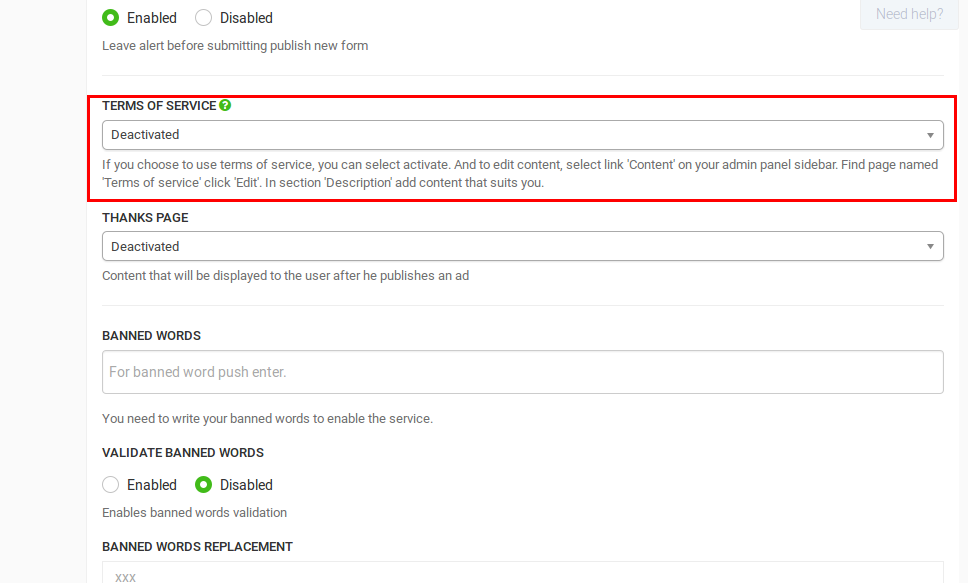 Enabled Disabled Need help?
Leave alert before submitting publish new form
TERMS OF SERVICE ?
Deactivated
If you choose to use terms of service, you can select activate. And to edit content, select link 'Content' on your admin panel sidebar. Find page named
'Terms of service' click 'Edit'. In section 'Description' add content that suits you.
THANKS PAGE
Deactivated
Content that will be displayed to the user after he publishes an ad
BANNED WORDS
For banned word push enter.
You need to write your banned words to enable the service.
VALIDATE BANNED WORDS
Enabled Disabled
Enables banned words validation
BANNED WORDS REPLACEMENT
xxx